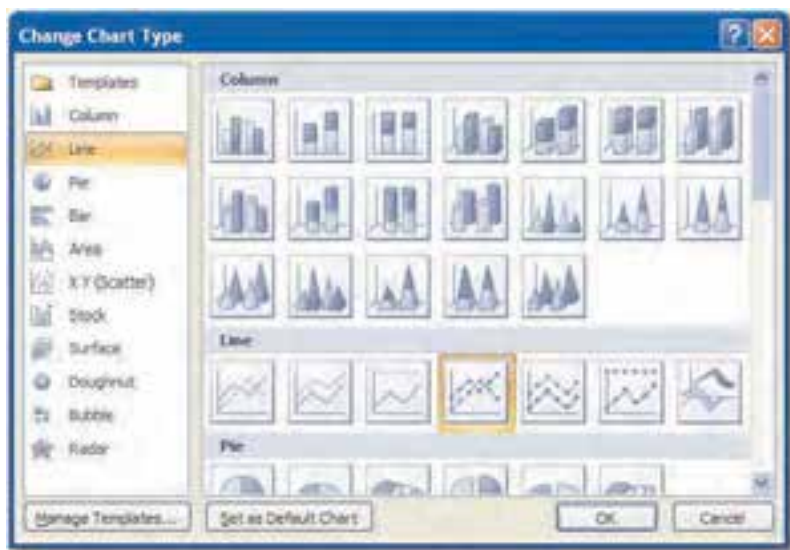 Change Chart Type
Templates
Column
Line
Pie
Bar
Area
X Y (Scatter)
Stock
Surface
Doughnut
Bubble
Radar
Column
Line
Pie
Manage Templates...
Set as Default Chart
OK
Cancel